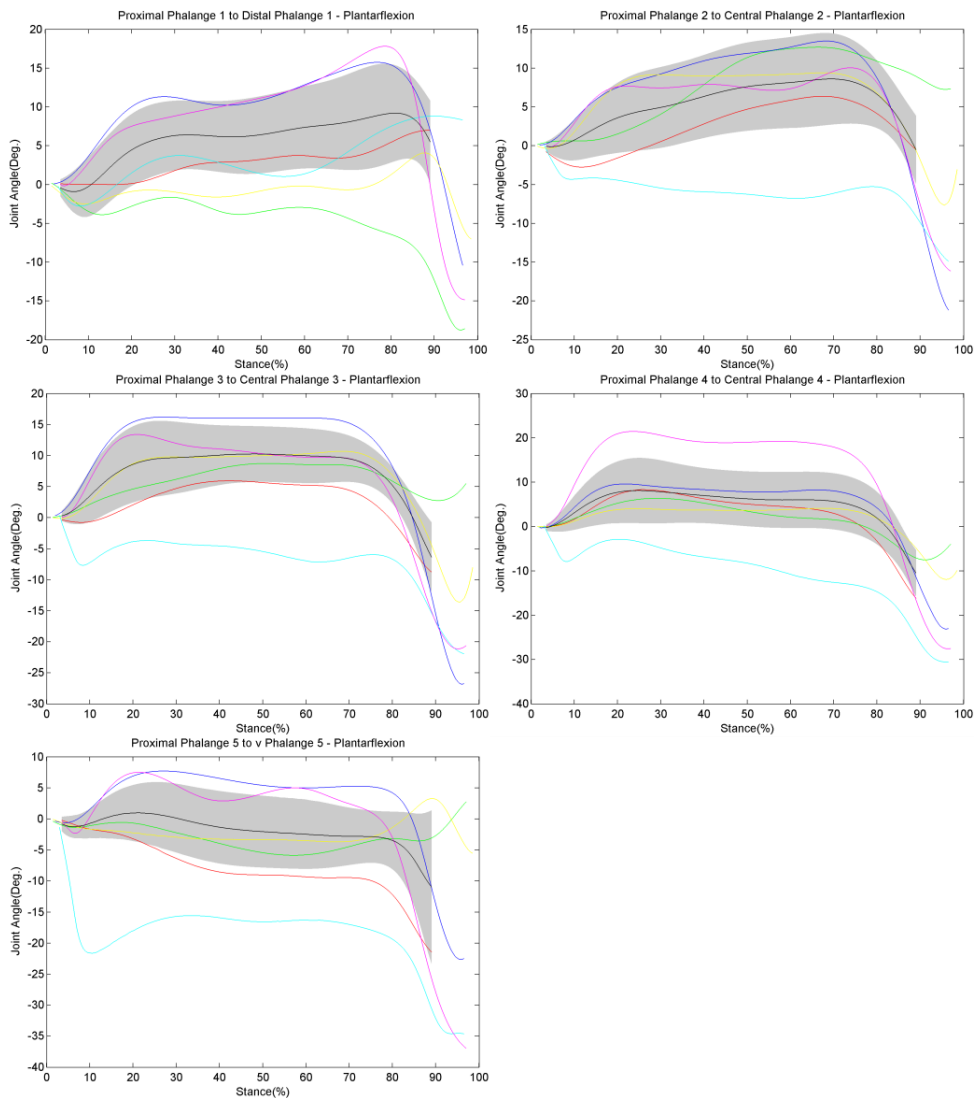 Proximal Phalange 1 to Distal Phalange 1 - Plantarflexion
20
15
10
5
0
-5
-10
-15
-20
Joint Angle(Deg.)
0 10 20 30 40 50 60 70 80 90 100
Stance(%)
Proximal Phalange 2 to Central Phalange 2 - Plantarflexion
15
10
5
0
-5
-10
-15
-20
-25
Joint Angle(Deg.)
0 10 20 30 40 50 60 70 80 90 100
Stance(%)
Proximal Phalange 3 to Central Phalange 3 - Plantarflexion
20
15
10
5
0
-5
-10
-15
-20
-25
-30
Joint Angle(Deg.)
0 10 20 30 40 50 60 70 80 90 100
Stance(%)
Proximal Phalange 4 to Central Phalange 4 - Plantarflexion
30
20
10
0
-10
-20
-30
-40
Joint Angle(Deg.)
0 10 20 30 40 50 60 70 80 90 100
Stance(%)
Proximal Phalange 5 to v Phalange 5 - Plantarflexion
10
5
0
-5
-10
-15
-20
-25
-30
-35
-40
Joint Angle(Deg.)
0 10 20 30 40 50 60 70 80 90 100
Stance(%)